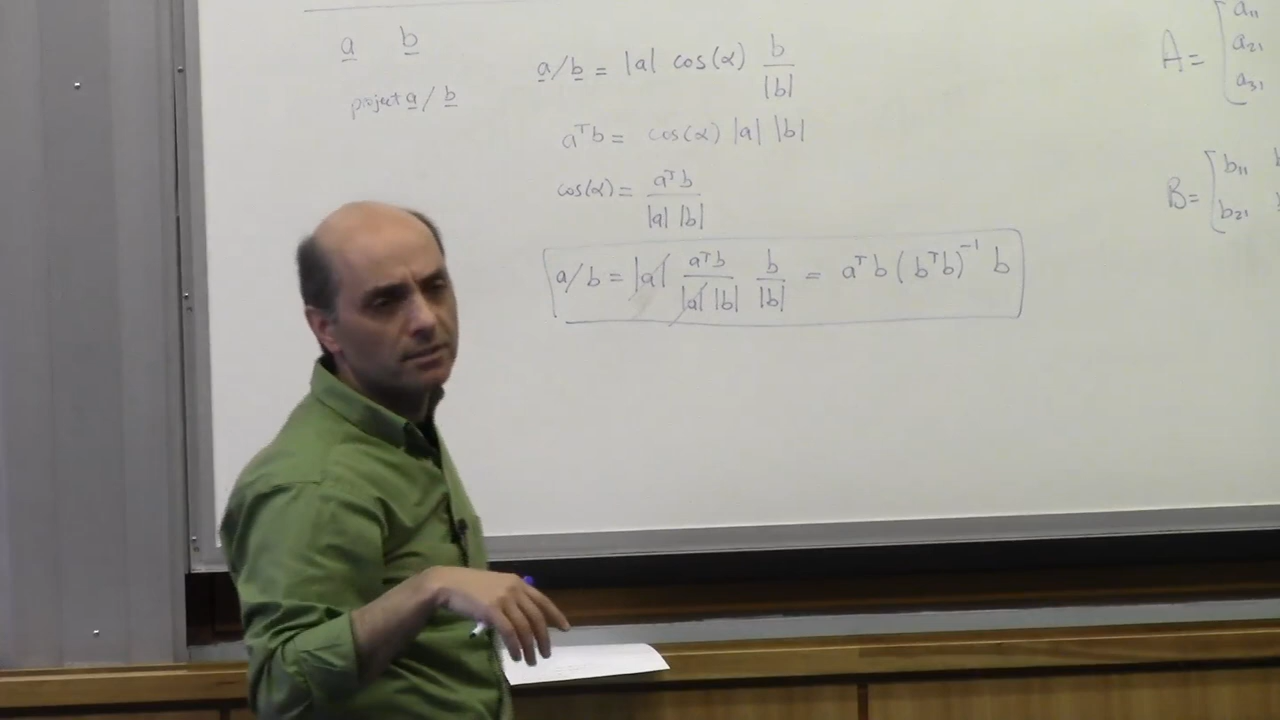 a b
project a / b
a/b = |a| cos(α) b / |b|
aᵀb = cos(α) |a| |b|
cos(α) = aᵀb / |a| |b|
a/b = |a| aᵀb / |a| |b| b / |b| = aᵀb (bᵀb)⁻¹ b
A = [ a₁₁
a₂₁
a₃₁
B = [ b₁₁
b₂₁